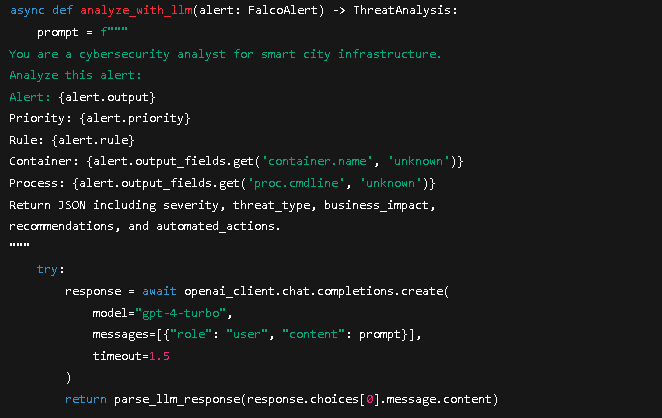 async def analyze_with_llm(alert: FalcoAlert) -> ThreatAnalysis:
    prompt = f"""
You are a cybersecurity analyst for smart city infrastructure.
Analyze this alert:
Alert: {alert.output}
Priority: {alert.priority}
Rule: {alert.rule}
Container: {alert.output_fields.get('container.name', 'unknown')}
Process: {alert.output_fields.get('proc.cmdline', 'unknown')}
Return JSON including severity, threat_type, business_impact,
recommendations, and automated_actions.
"""
    try:
        response = await openai_client.chat.completions.create(
            model="gpt-4-turbo",
            messages=[{"role": "user", "content": prompt}],
            timeout=1.5
        )
        return parse_llm_response(response.choices[0].message.content)